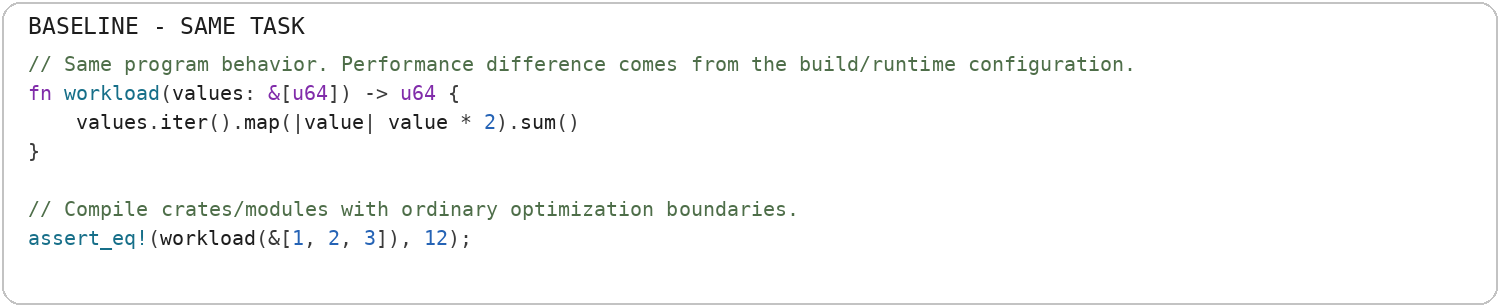 BASELINE - SAME TASK
// Same program behavior. Performance difference comes from the build/runtime configuration.
fn workload(values: &[u64]) -> u64 {
    values.iter().map(|value| value * 2).sum()
}

// Compile crates/modules with ordinary optimization boundaries.
assert_eq!(workload(&[1, 2, 3]), 12);